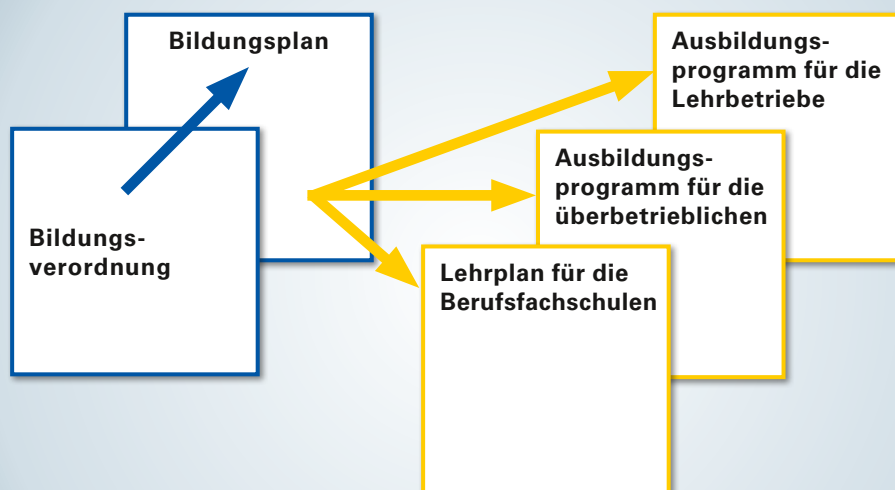 Bildungsplan
Bildungs-
verordnung
Ausbildungs-
programm für die
Lehrbetriebe
Ausbildungs-
programm für die
überbetrieblichen
Lehrplan für die
Berufsfachschulen